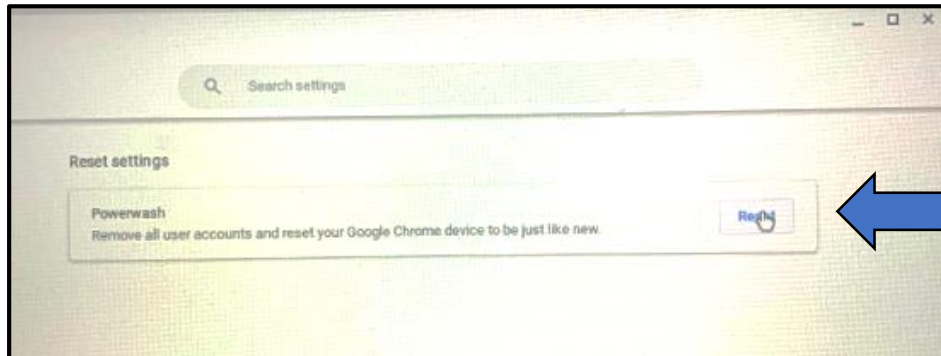 Search settings
Reset settings
Powerwash
Remove all user accounts and reset your Google Chrome device to be just like new.